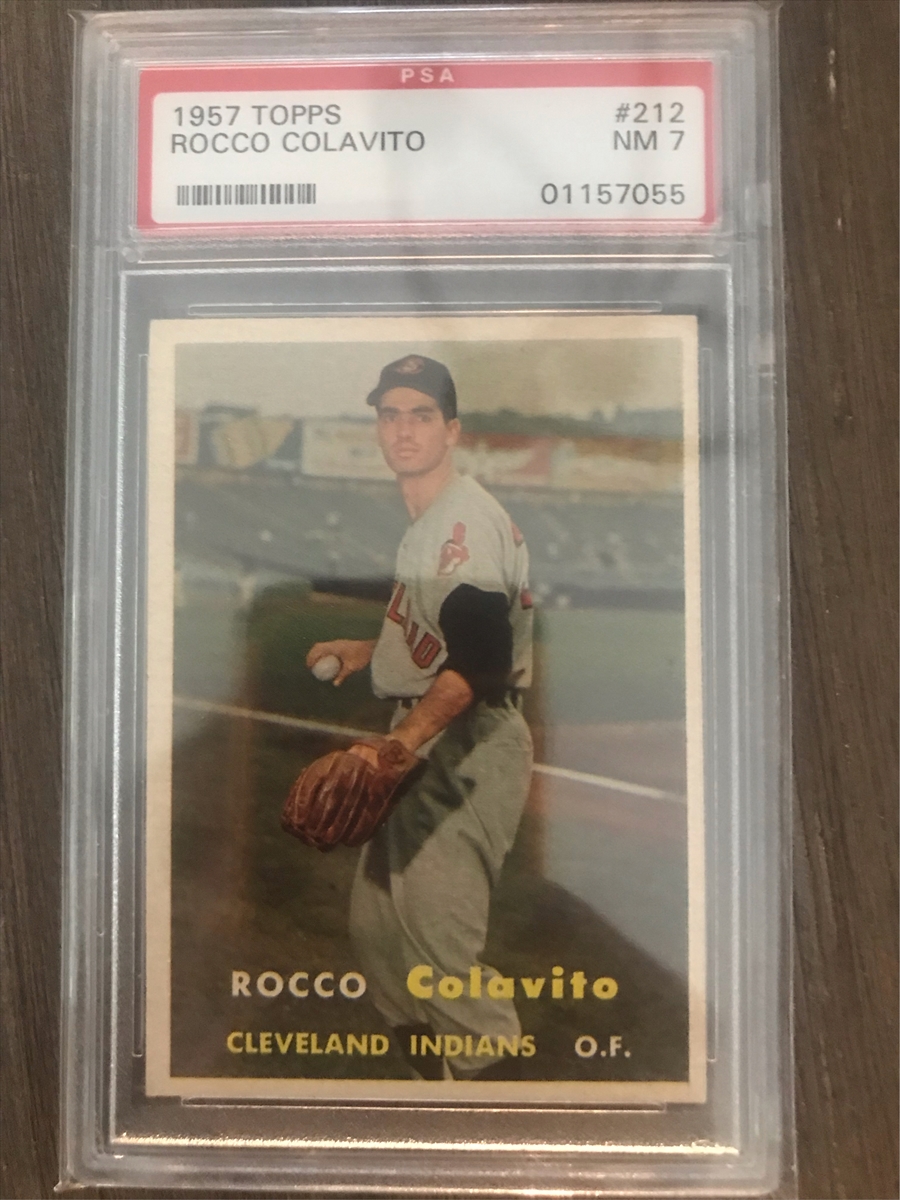 PSA
1957 TOPPS #212
ROCCO COLAVITO NM 7
01157055
ROCCO Colavito
CLEVELAND INDIANS O.F.